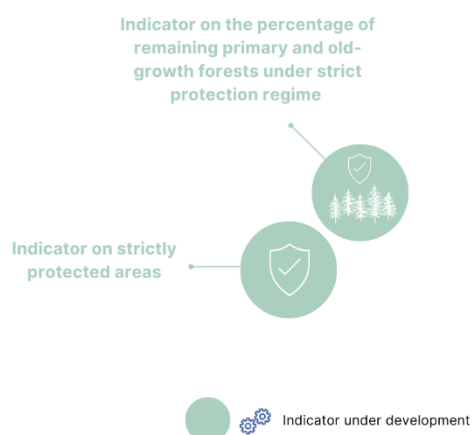 Indicator on the percentage of
remaining primary and old-
growth forests under strict
protection regime
Indicator on strictly
protected areas
Indicator under development